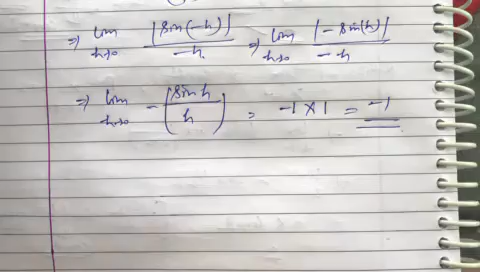 ⇒ lim h→0 |sin(-h)| / -h ⇒ lim h→0 |-sin(h)| / -h
⇒ lim h→0 -(sin h / h) = -1 × 1 = -1